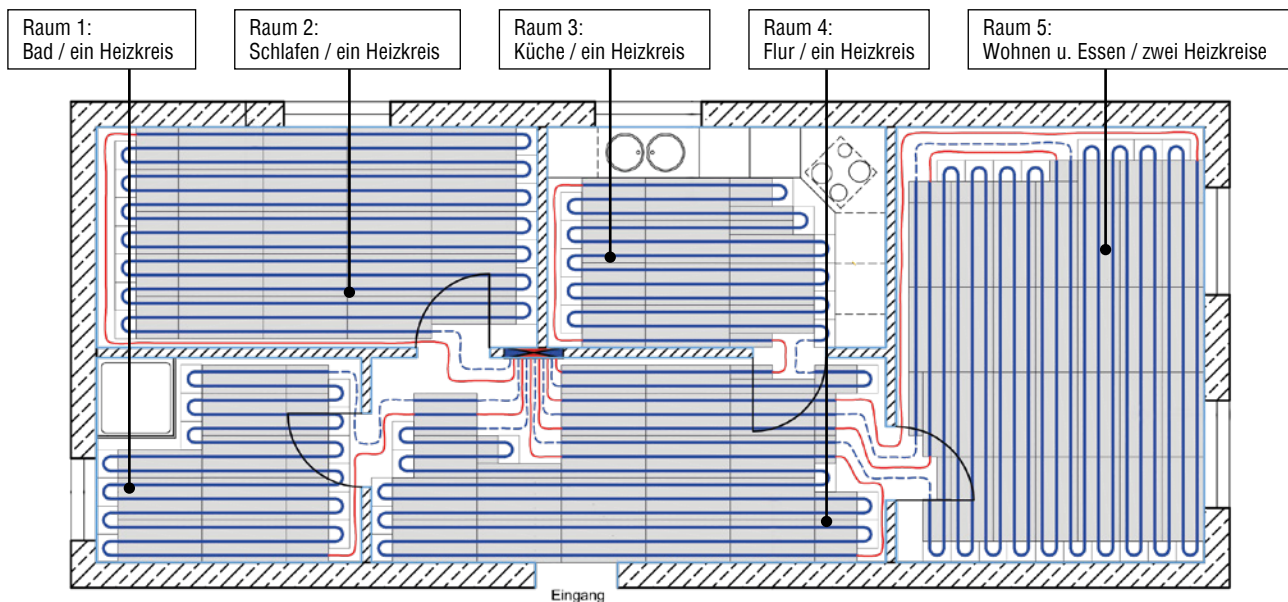 Raum 1:
Bad / ein Heizkreis
Raum 2:
Schlafen / ein Heizkreis
Raum 3:
Küche / ein Heizkreis
Raum 4:
Flur / ein Heizkreis
Raum 5:
Wohnen u. Essen / zwei Heizkreise
Eingang